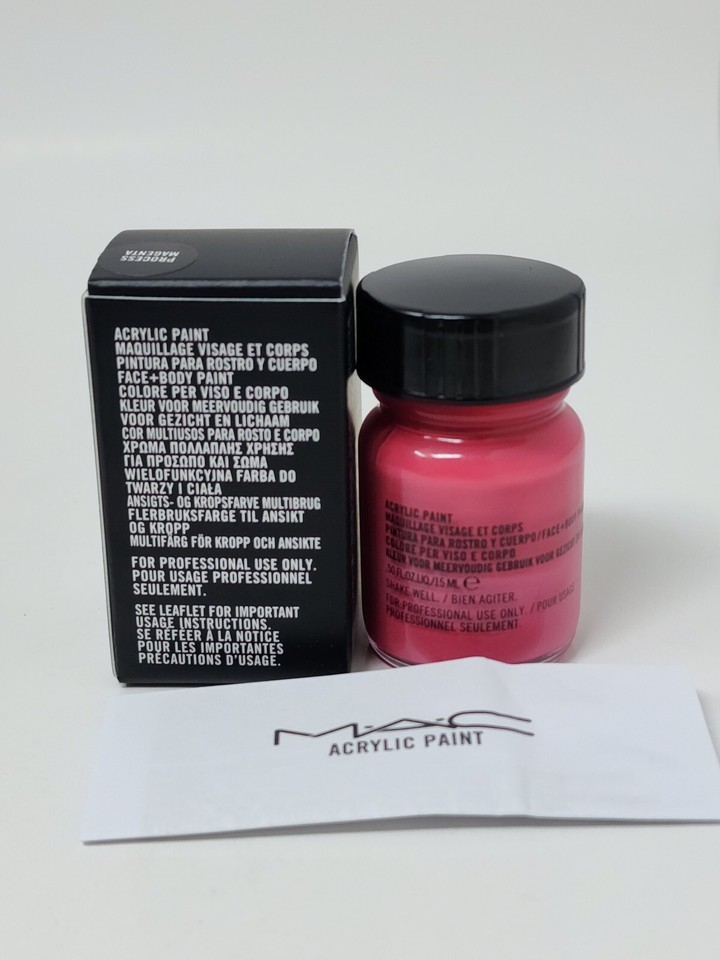 PROCESS
MAGENTA
ACRYLIC PAINT
MAQUILLAGE VISAGE ET CORPS
PINTURA PARA ROSTRO Y CUERPO
FACE+BODY PAINT
COLORE PER VISO E CORPO
KLEUR VOOR MEERVOUDIG GEBRUIK
VOOR GEZICHT EN LICHAAM
COR MULTIUSOS PARA ROSTO E CORPO
ΧΡΩΜΑ ΠΟΛΛΑΠΛΗΣ ΧΡΗΣΗΣ
ΓΙΑ ΠΡΟΣΩΠΟ ΚΑΙ ΣΩΜΑ
WIELOFUNKCYJNA FARBA DO
TWARZY I CIAŁA
ANSIGTS- OG KROPSFARVE MULTIBRUG
FLERBRUKSFARGE TIL ANSIKT
OG KROPP
MULTIFÄRG FÖR KROPP OCH ANSIKTE
FOR PROFESSIONAL USE ONLY.
POUR USAGE PROFESSIONNEL
SEULEMENT.
SEE LEAFLET FOR IMPORTANT
USAGE INSTRUCTIONS.
SE RÉFÉER À LA NOTICE
POUR LES IMPORTANTES
PRÉCAUTIONS D'USAGE.
ACRYLIC PAINT
MAQUILLAGE VISAGE ET CORPS
PINTURA PARA ROSTRO Y CUERPO/FACE+BODY
COLORE PER VISO E CORPO
KLEUR VOOR MEERVOUDIG GEBRUIK VOOR GEZICHT
.50 FL.OZ.LIQ/15 ML ℮
SHAKE WELL. / BIEN AGITER.
FOR PROFESSIONAL USE ONLY. / POUR USAGE
PROFESSIONNEL SEULEMENT.
M·A·C
ACRYLIC PAINT